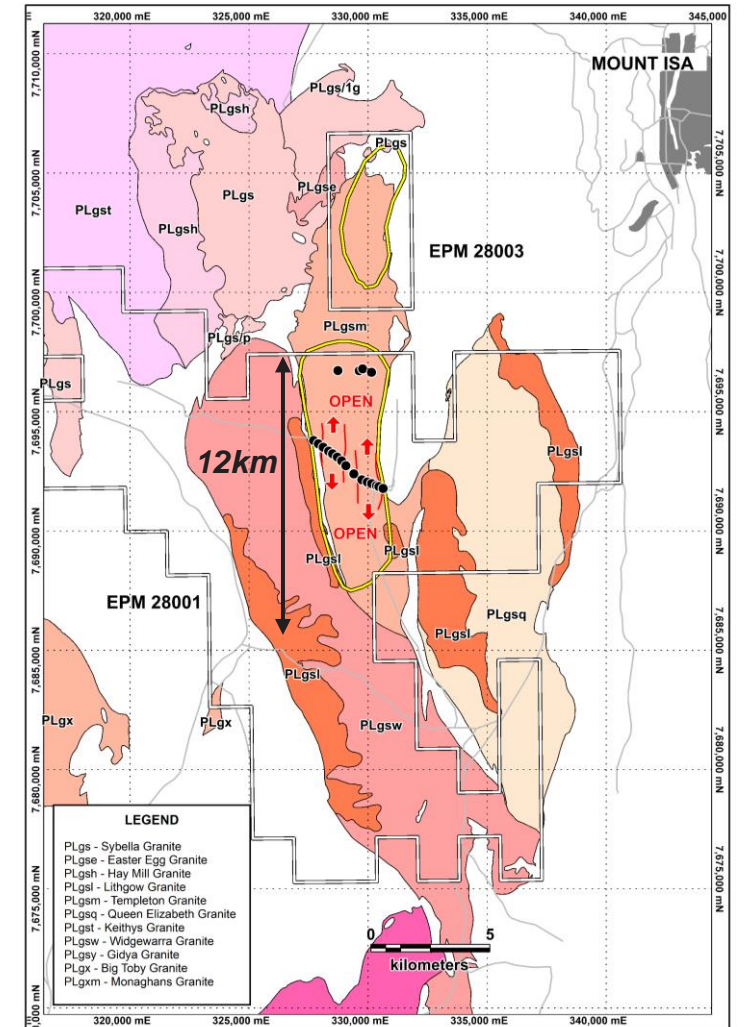 320,000 mE 325,000 mE 330,000 mE 335,000 mE 340,000 mE 345,000
7,710,000 mN
MOUNT ISA
PLgs/1g
PLgsh
PLgs
7,705,000 mN
7,705,000 mN
PLgs
PLgse
PLgst
PLgsh
EPM 28003
7,700,000 mN
7,700,000 mN
PLgsm
PLgs/p
PLgs
7,695,000 mN
7,695,000 mN
OPEN
PLgsl
12km
7,690,000 mN
7,690,000 mN
OPEN
PLgsl
PLgsl
EPM 28001
PLgsq
PLgsl
7,685,000 mN
7,685,000 mN
PLgsl
PLgx
PLgx
PLgsw
7,680,000 mN
7,680,000 mN
LEGEND
PLgs - Sybella Granite
PLgse - Easter Egg Granite
PLgsh - Hay Mill Granite
PLgsl - Lithgow Granite
PLgsm - Templeton Granite
PLgsq - Queen Elizabeth Granite
PLgst - Keithys Granite
PLgsw - Widgewarra Granite
PLgsy - Gidya Granite
PLgx - Big Toby Granite
PLgxm - Monaghans Granite
7,675,000 mN
7,675,000 mN
0 5
kilometers
320,000 mE 325,000 mE 330,000 mE 335,000 mE 340,000 mE